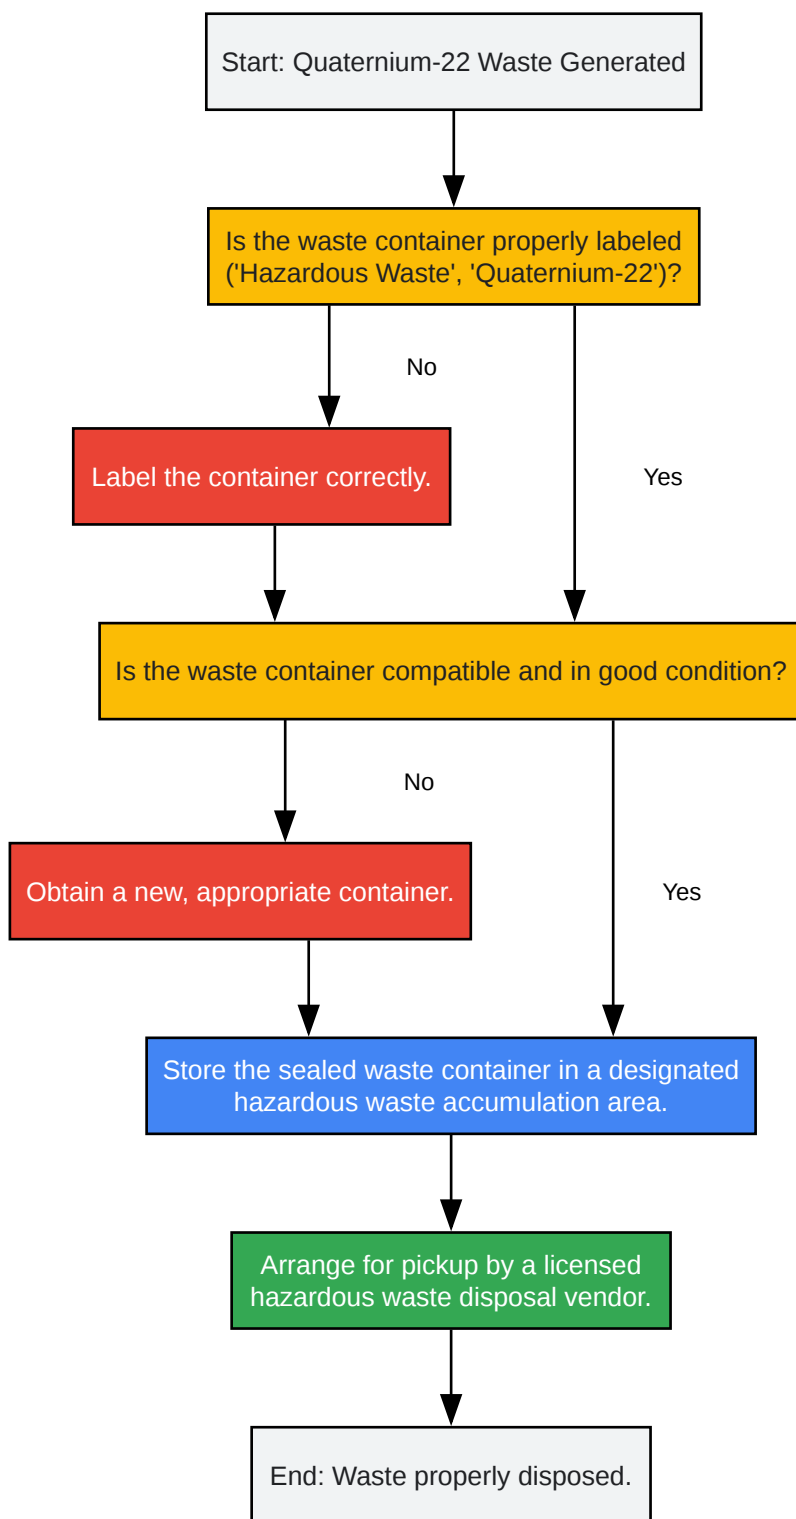 Start: Quaternium-22 Waste Generated
Is the waste container properly labeled
('Hazardous Waste', 'Quaternium-22')?
No
Label the container correctly.
Yes
Is the waste container compatible and in good condition?
No
Obtain a new, appropriate container.
Yes
Store the sealed waste container in a designated
hazardous waste accumulation area.
Arrange for pickup by a licensed
hazardous waste disposal vendor.
End: Waste properly disposed.